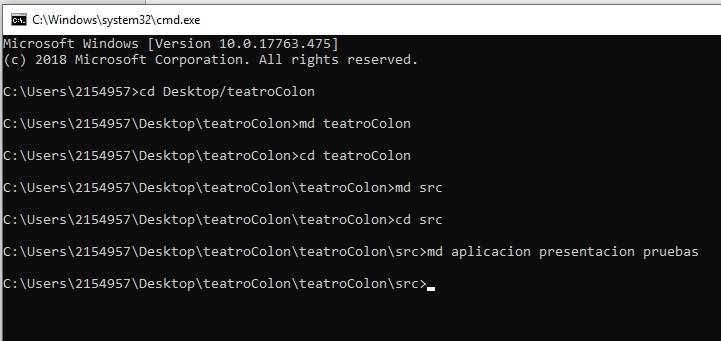 C:\Windows\system32\cmd.exe
Microsoft Windows [Version 10.0.17763.475]
(c) 2018 Microsoft Corporation. All rights reserved.
C:\Users\2154957>cd Desktop/teatroColon
C:\Users\2154957\Desktop\teatroColon>md teatroColon
C:\Users\2154957\Desktop\teatroColon>cd teatroColon
C:\Users\2154957\Desktop\teatroColon\teatroColon>md src
C:\Users\2154957\Desktop\teatroColon\teatroColon>cd src
C:\Users\2154957\Desktop\teatroColon\teatroColon\src>md aplicacion presentacion pruebas
C:\Users\2154957\Desktop\teatroColon\teatroColon\src>